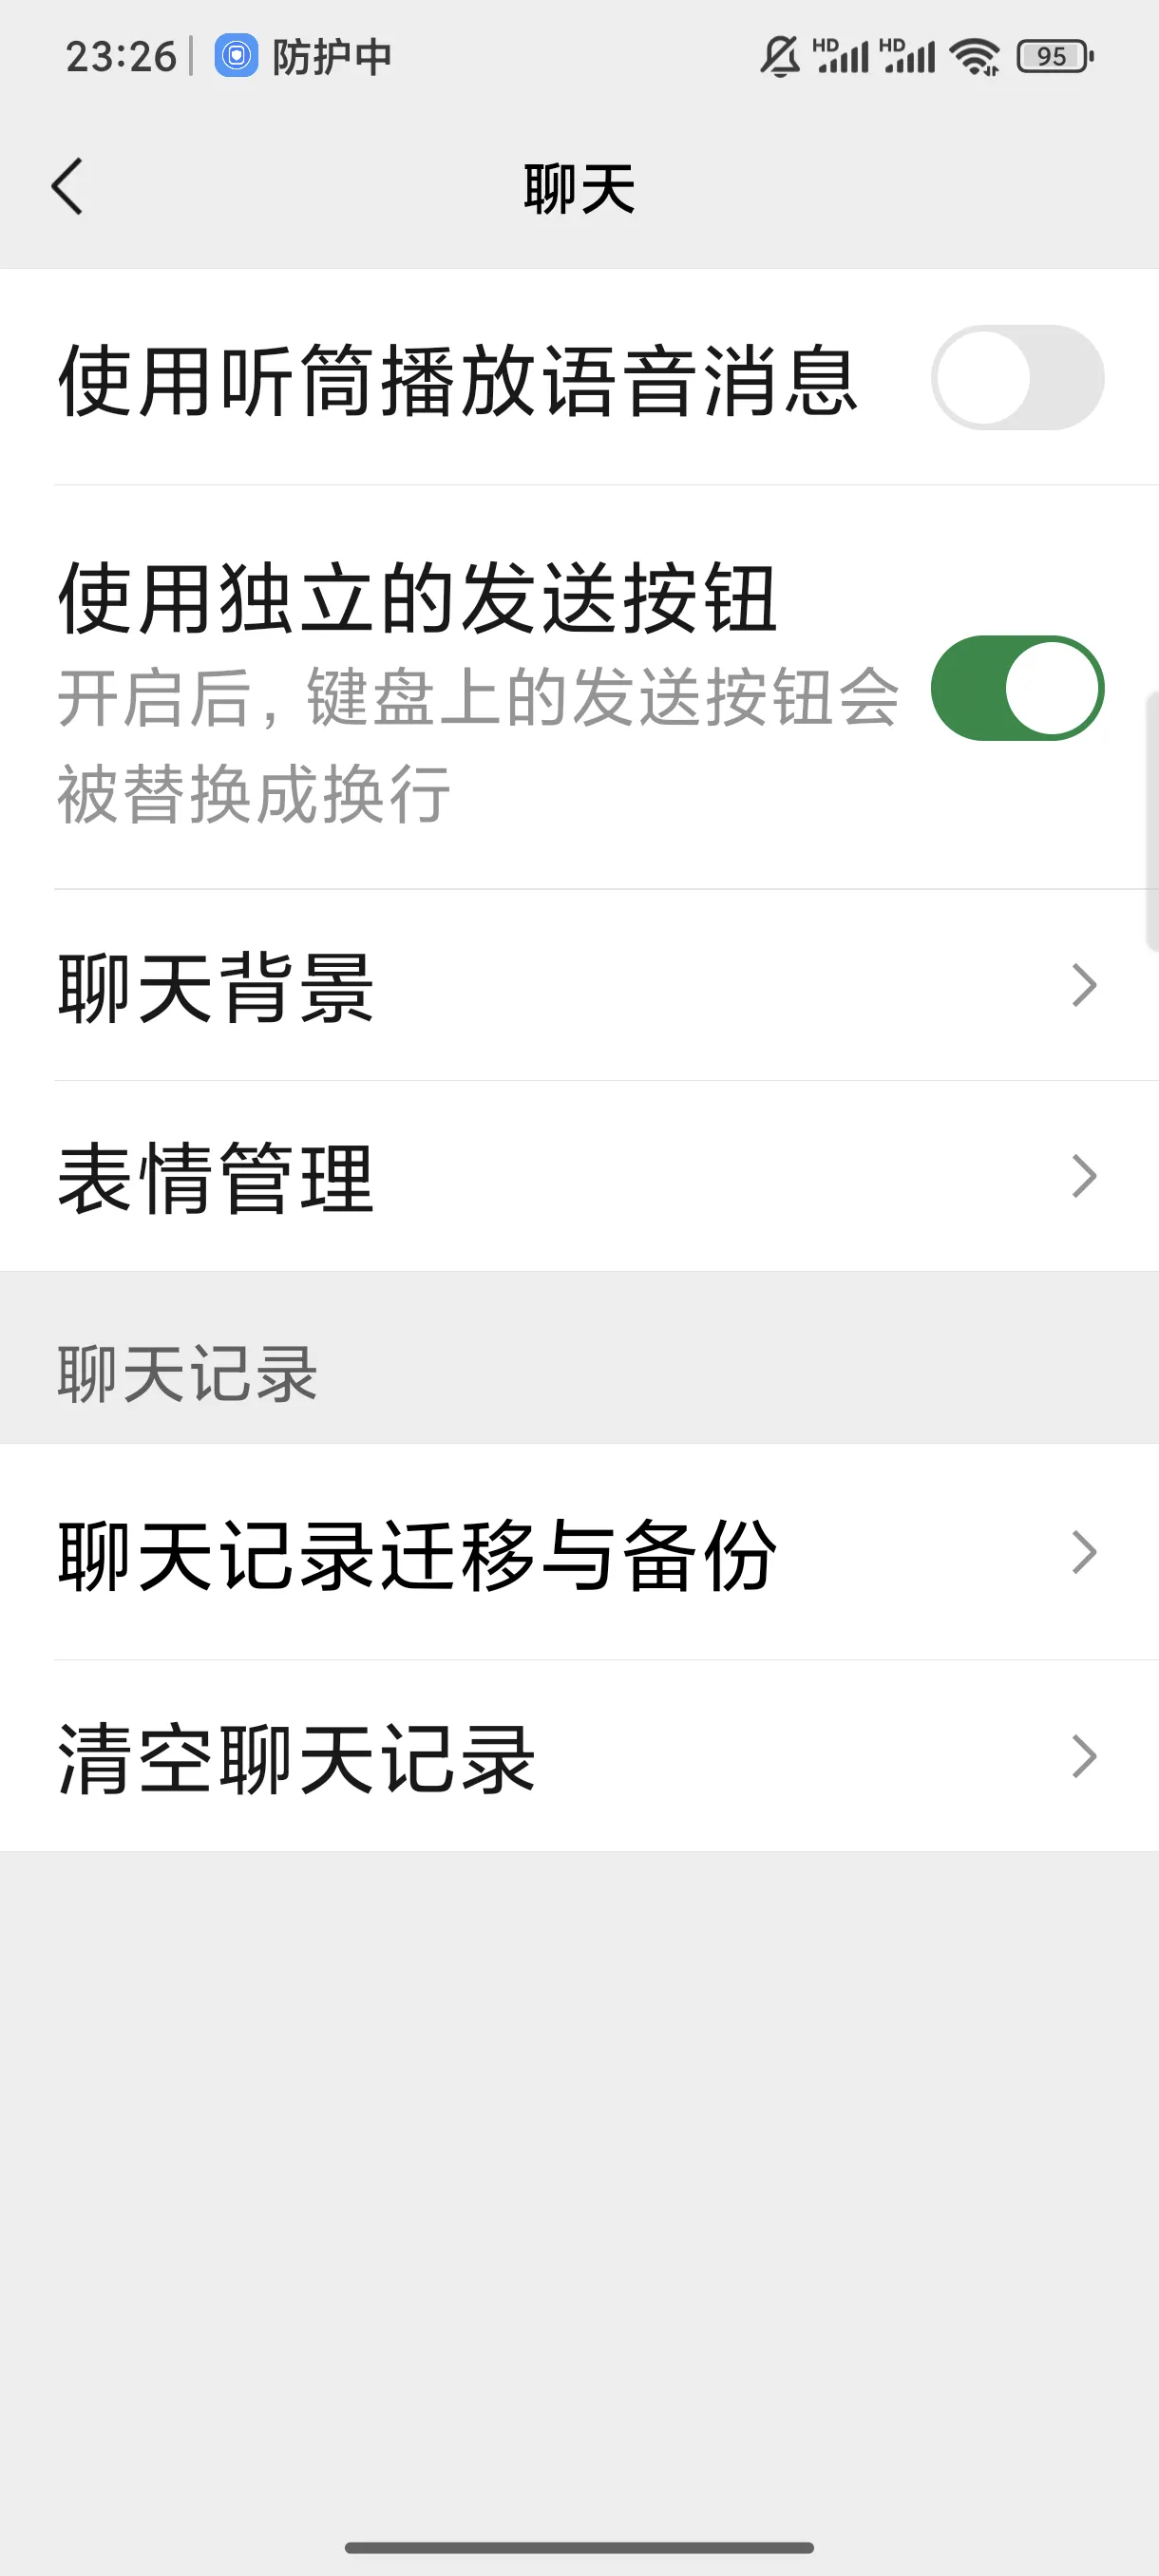 23:26 防护中 HD HD 95
聊天
使用听筒播放语音消息
使用独立的发送按钮
开启后，键盘上的发送按钮会
被替换成换行
聊天背景
表情管理
聊天记录
聊天记录迁移与备份
清空聊天记录